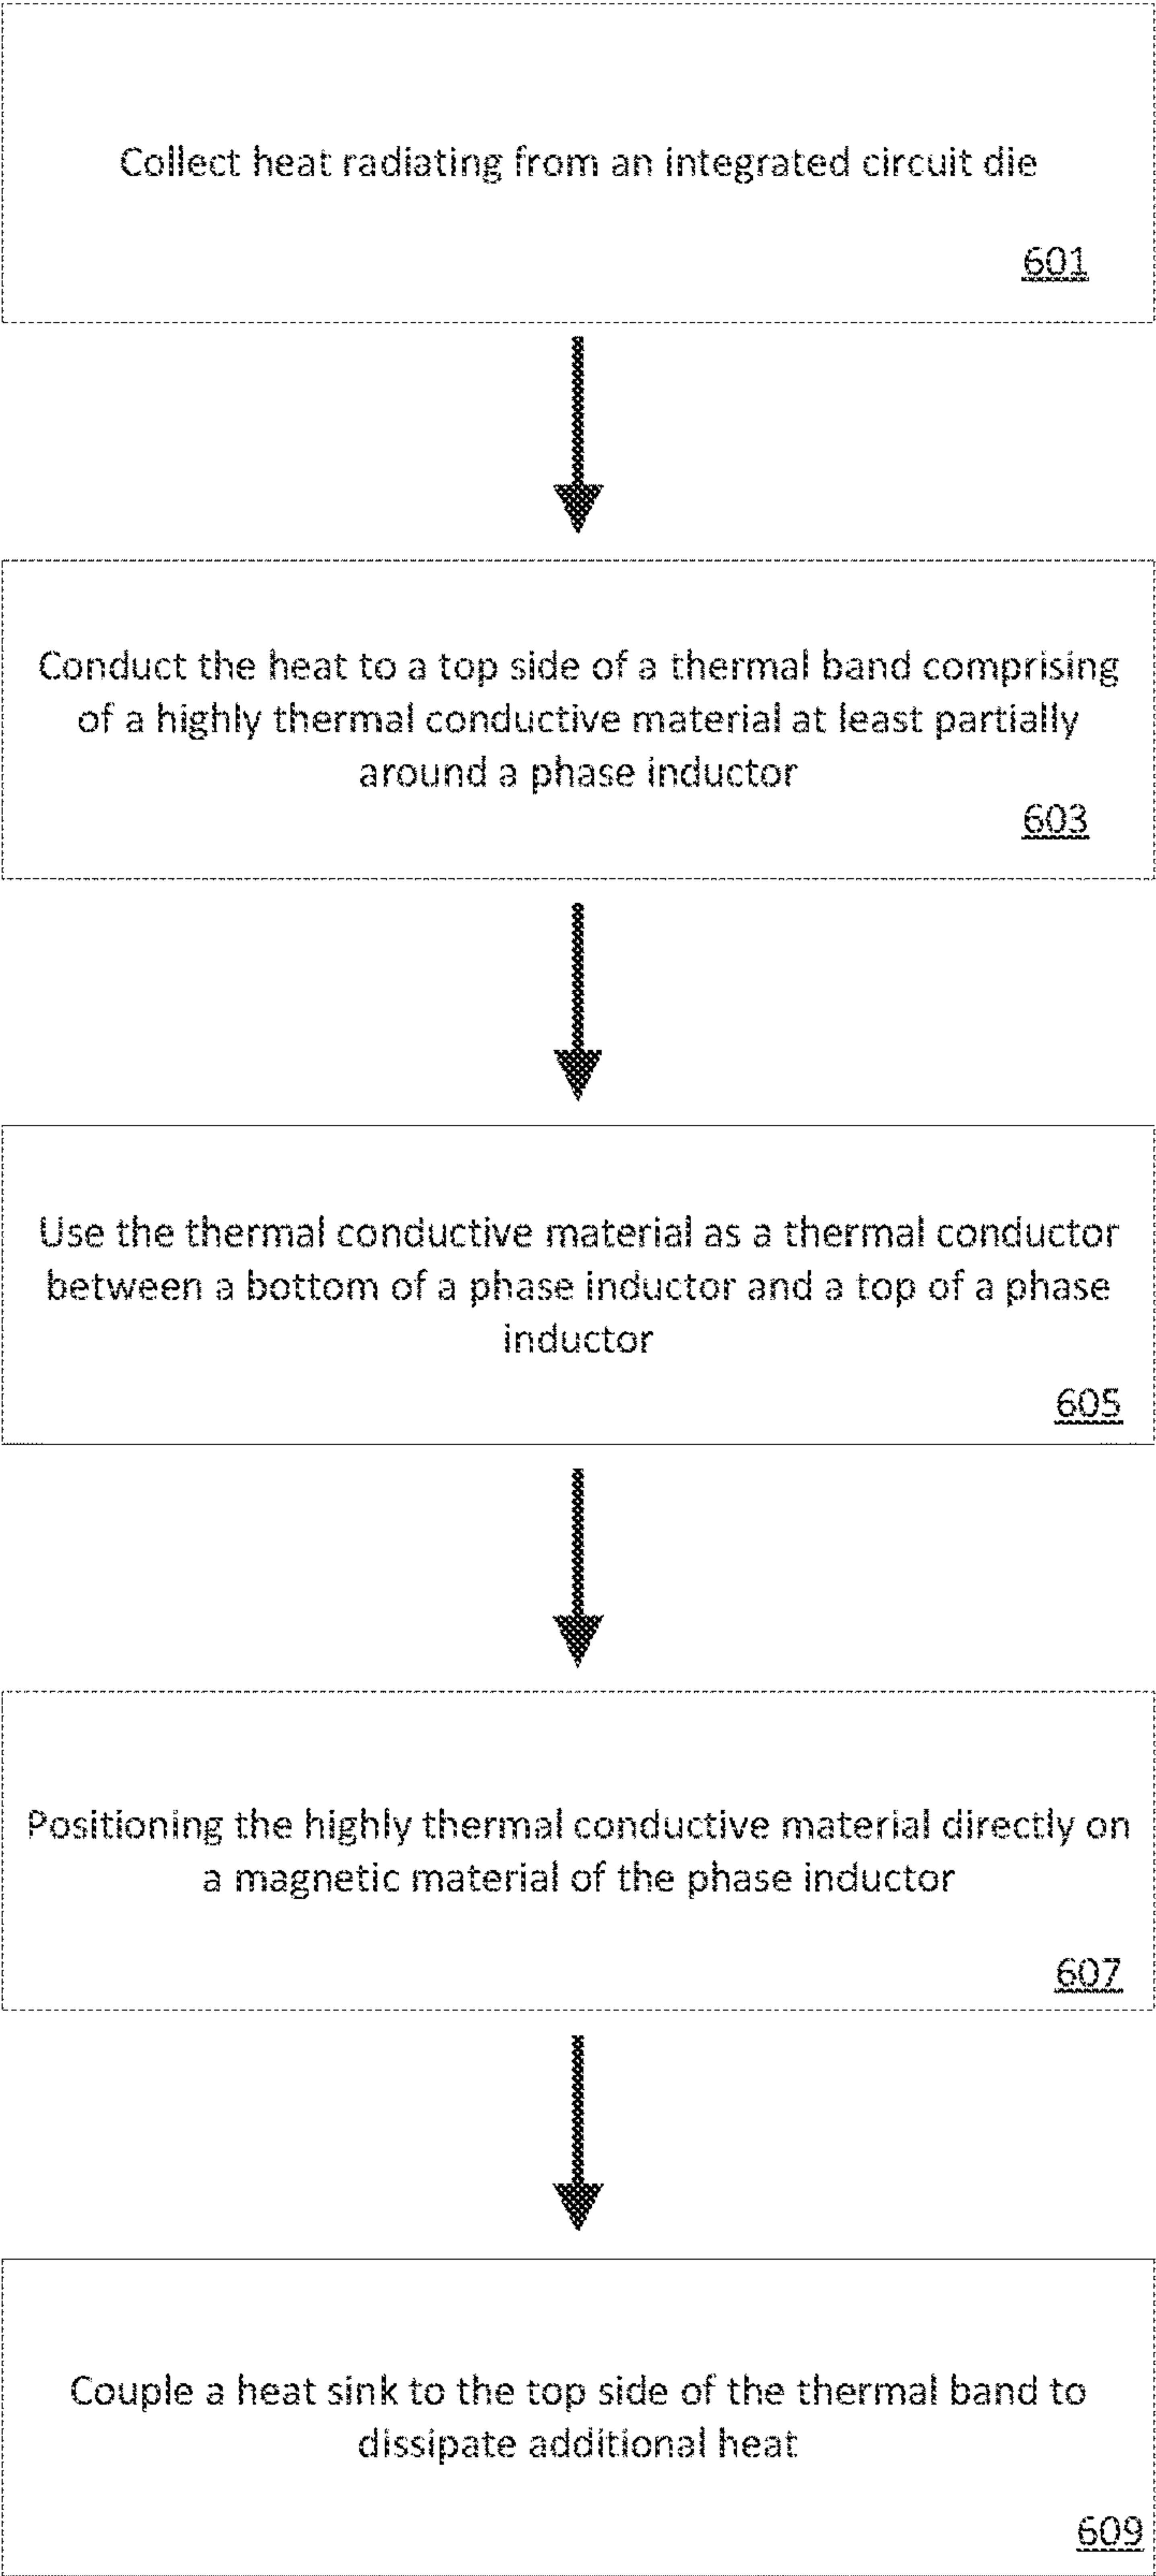 Collect heat radiating from an integrated circuit die
601
Conduct the heat to a top side of a thermal band comprising
of a highly thermal conductive material at least partially
around a phase inductor
603
Use the thermal conductive material as a thermal conductor
between a bottom of a phase inductor and a top of a phase
inductor
605
Positioning the highly thermal conductive material directly on
a magnetic material of the phase inductor
607
Couple a heat sink to the top side of the thermal band to
dissipate additional heat
609